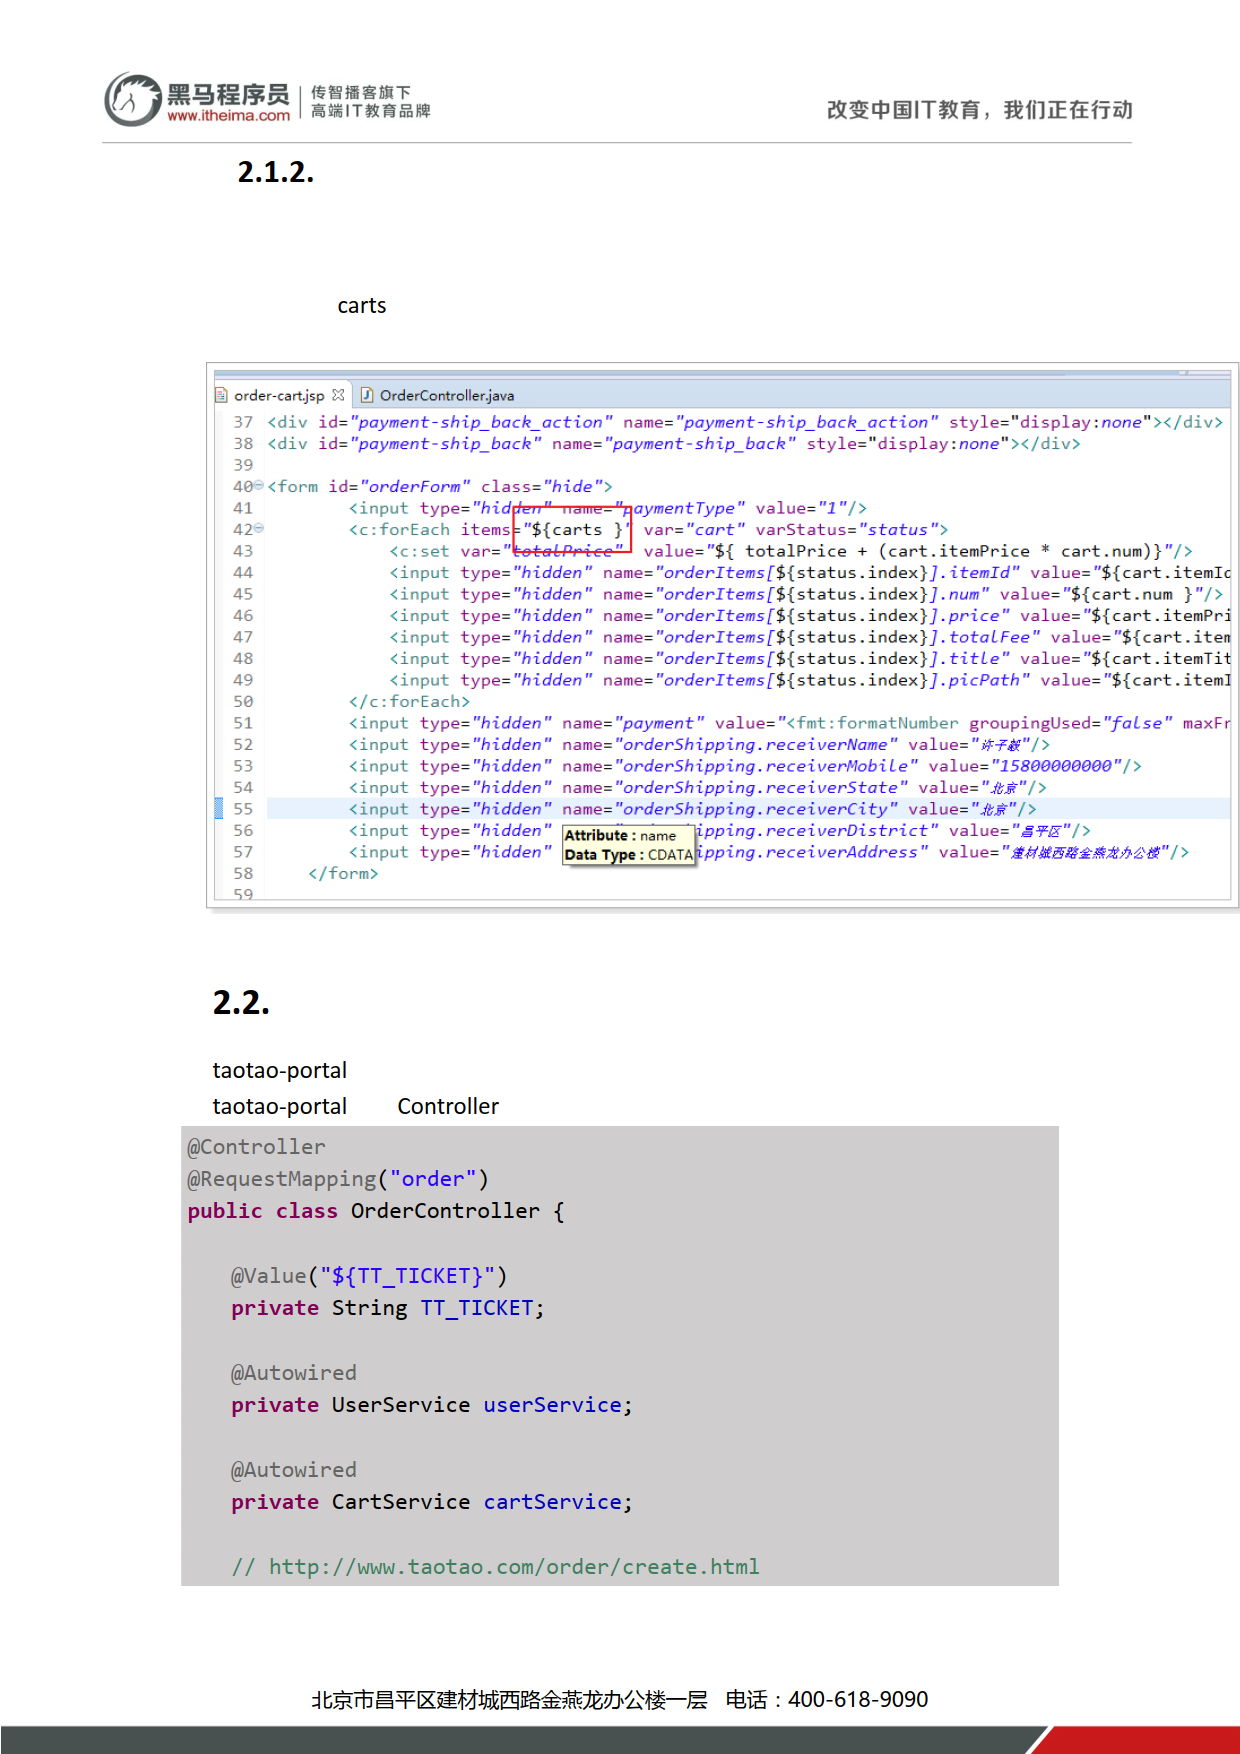 黑马程序员
www.itheima.com
传智播客旗下
高端IT教育品牌
改变中国IT教育，我们正在行动
2.1.2.
carts
order-cart.jsp OrderController.java
37 <div id="payment-ship_back_action" name="payment-ship_back_action" style="display:none"></div>
38 <div id="payment-ship_back" name="payment-ship_back" style="display:none"></div>
39
40 <form id="orderForm" class="hide">
41 <input type="hidden" name="paymentType" value="1"/>
42 <c:forEach items="${carts }" var="cart" varStatus="status">
43 <c:set var="totalPrice" value="${ totalPrice + (cart.itemPrice * cart.num)}"/>
44 <input type="hidden" name="orderItems[${status.index}].itemId" value="${cart.itemId
45 <input type="hidden" name="orderItems[${status.index}].num" value="${cart.num }"/>
46 <input type="hidden" name="orderItems[${status.index}].price" value="${cart.itemPri
47 <input type="hidden" name="orderItems[${status.index}].totalFee" value="${cart.item
48 <input type="hidden" name="orderItems[${status.index}].title" value="${cart.itemTit
49 <input type="hidden" name="orderItems[${status.index}].picPath" value="${cart.itemI
50 </c:forEach>
51 <input type="hidden" name="payment" value="<fmt:formatNumber groupingUsed="false" maxFr
52 <input type="hidden" name="orderShipping.receiverName" value="许子毅"/>
53 <input type="hidden" name="orderShipping.receiverMobile" value="15800000000"/>
54 <input type="hidden" name="orderShipping.receiverState" value="北京"/>
55 <input type="hidden" name="orderShipping.receiverCity" value="北京"/>
56 <input type="hidden" ipping.receiverDistrict" value="昌平区"/>
57 <input type="hidden" ipping.receiverAddress" value="建材城西路金燕龙办公楼"/>
Attribute : name
Data Type : CDATA
58 </form>
59
2.2.
taotao-portal
taotao-portal Controller
@Controller
@RequestMapping("order")
public class OrderController {
@Value("${TT_TICKET}")
private String TT_TICKET;
@Autowired
private UserService userService;
@Autowired
private CartService cartService;
// http://www.taotao.com/order/create.html
北京市昌平区建材城西路金燕龙办公楼一层 电话：400-618-9090